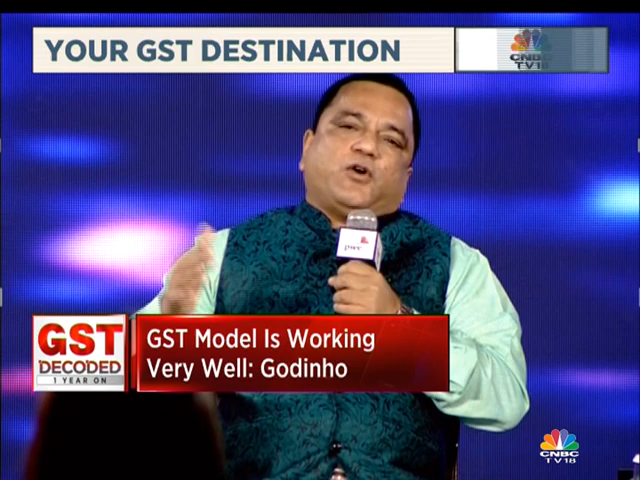 YOUR GST DESTINATION
CNBC
TV18
pwc
GST
DECODED
1 YEAR ON
GST Model Is Working
Very Well: Godinho
CNBC
TV18